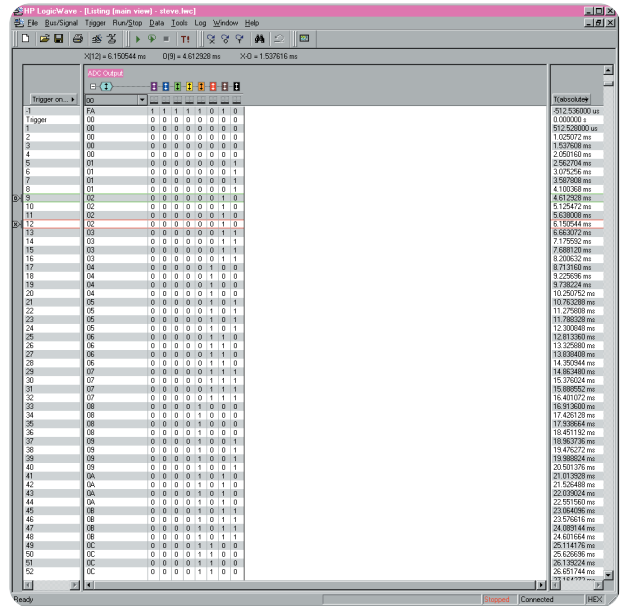 HP LogicWave - [Listing [main view] - steve.lwc]
File Bus/Signal Trigger Run/Stop Data Tools Log Window Help
T!
X(12) = 6.150544 ms O(9) = 4.612928 ms X-O = 1.537616 ms
ADC Output
Trigger on... 00 T(absolute)
-1 FA 1 1 1 1 1 0 1 0 -512.536000 us
Trigger 00 0 0 0 0 0 0 0 0 0.000000 s
1 00 0 0 0 0 0 0 0 0 512.528000 us
2 00 0 0 0 0 0 0 0 0 1.025072 ms
3 00 0 0 0 0 0 0 0 0 1.537608 ms
4 00 0 0 0 0 0 0 0 0 2.050160 ms
5 01 0 0 0 0 0 0 0 1 2.562704 ms
6 01 0 0 0 0 0 0 0 1 3.075256 ms
7 01 0 0 0 0 0 0 0 1 3.587808 ms
8 01 0 0 0 0 0 0 0 1 4.100368 ms
9 02 0 0 0 0 0 0 1 0 4.612928 ms
10 02 0 0 0 0 0 0 1 0 5.125472 ms
11 02 0 0 0 0 0 0 1 0 5.638008 ms
12 02 0 0 0 0 0 0 1 0 6.150544 ms
13 03 0 0 0 0 0 0 1 1 6.663072 ms
14 03 0 0 0 0 0 0 1 1 7.175592 ms
15 03 0 0 0 0 0 0 1 1 7.688120 ms
16 03 0 0 0 0 0 0 1 1 8.200632 ms
17 04 0 0 0 0 0 1 0 0 8.713160 ms
18 04 0 0 0 0 0 1 0 0 9.225696 ms
19 04 0 0 0 0 0 1 0 0 9.738224 ms
20 04 0 0 0 0 0 1 0 0 10.250752 ms
21 05 0 0 0 0 0 1 0 1 10.763288 ms
22 05 0 0 0 0 0 1 0 1 11.275808 ms
23 05 0 0 0 0 0 1 0 1 11.788328 ms
24 05 0 0 0 0 0 1 0 1 12.300848 ms
25 06 0 0 0 0 0 1 1 0 12.813360 ms
26 06 0 0 0 0 0 1 1 0 13.325880 ms
27 06 0 0 0 0 0 1 1 0 13.838408 ms
28 06 0 0 0 0 0 1 1 0 14.350944 ms
29 07 0 0 0 0 0 1 1 1 14.863480 ms
30 07 0 0 0 0 0 1 1 1 15.376024 ms
31 07 0 0 0 0 0 1 1 1 15.888552 ms
32 07 0 0 0 0 0 1 1 1 16.401072 ms
33 08 0 0 0 0 1 0 0 0 16.913600 ms
34 08 0 0 0 0 1 0 0 0 17.426128 ms
35 08 0 0 0 0 1 0 0 0 17.938664 ms
36 08 0 0 0 0 1 0 0 0 18.451192 ms
37 09 0 0 0 0 1 0 0 1 18.963736 ms
38 09 0 0 0 0 1 0 0 1 19.476272 ms
39 09 0 0 0 0 1 0 0 1 19.988824 ms
40 09 0 0 0 0 1 0 0 1 20.501376 ms
41 0A 0 0 0 0 1 0 1 0 21.013928 ms
42 0A 0 0 0 0 1 0 1 0 21.526488 ms
43 0A 0 0 0 0 1 0 1 0 22.039024 ms
44 0A 0 0 0 0 1 0 1 0 22.551560 ms
45 0B 0 0 0 0 1 0 1 1 23.064096 ms
46 0B 0 0 0 0 1 0 1 1 23.576616 ms
47 0B 0 0 0 0 1 0 1 1 24.089144 ms
48 0B 0 0 0 0 1 0 1 1 24.601664 ms
49 0C 0 0 0 0 1 1 0 0 25.114176 ms
50 0C 0 0 0 0 1 1 0 0 25.626696 ms
51 0C 0 0 0 0 1 1 0 0 26.139224 ms
52 0C 0 0 0 0 1 1 0 0 26.651744 ms
Ready Stopped Connected HEX